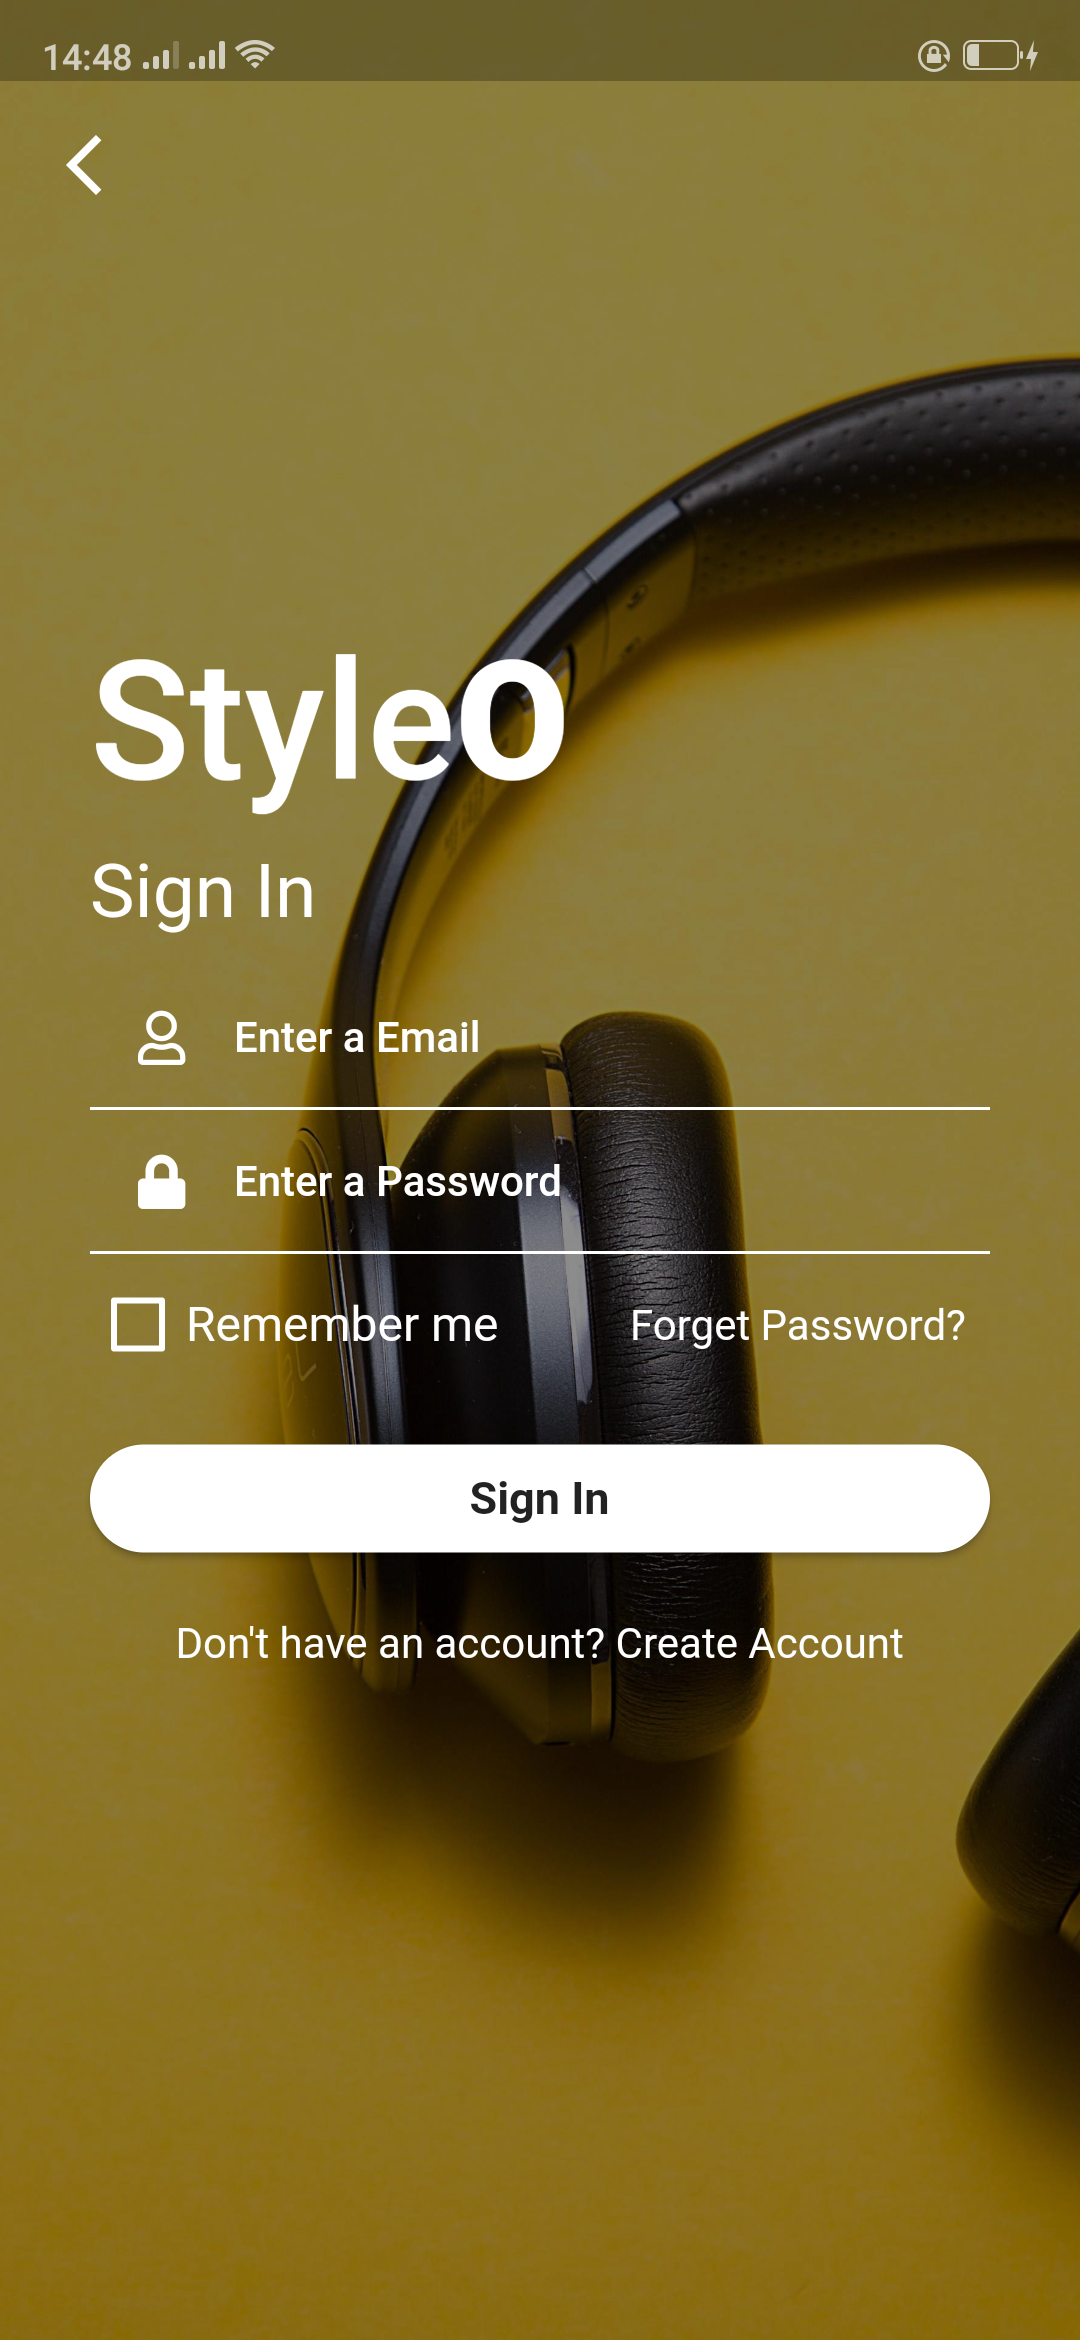 14:48
StyleO
Sign In
Enter a Email
Enter a Password
Remember me Forget Password?
Sign In
Don't have an account? Create Account